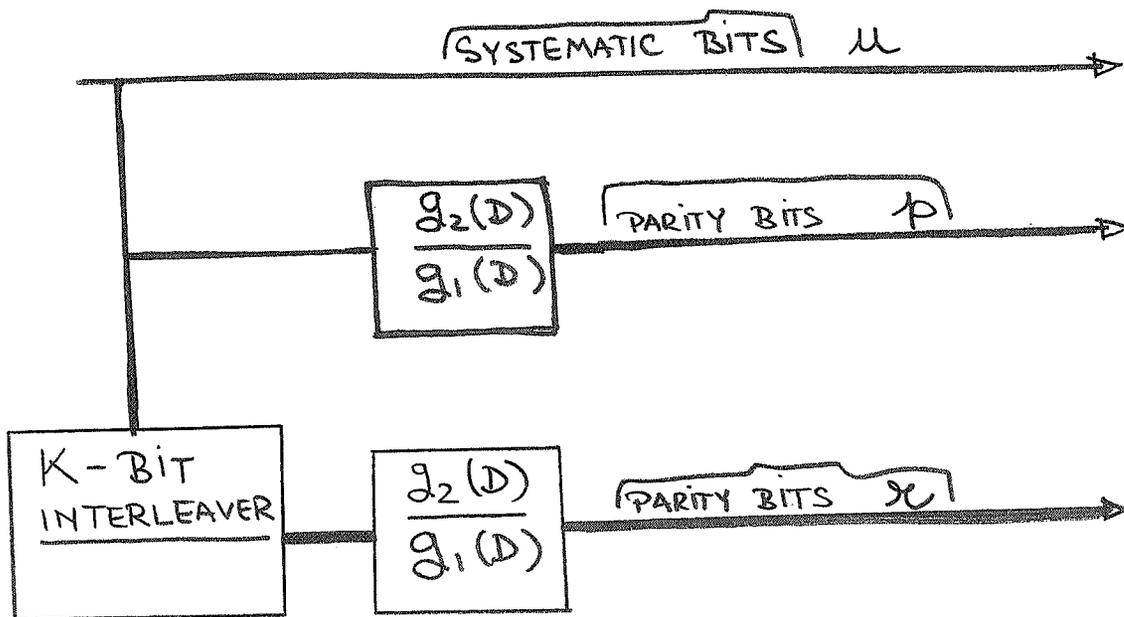 SYSTEMATIC BITS u
g₂(D)
g₁(D)
PARITY BITS p
K-BIT
INTERLEAVER
g₂(D)
g₁(D)
PARITY BITS r